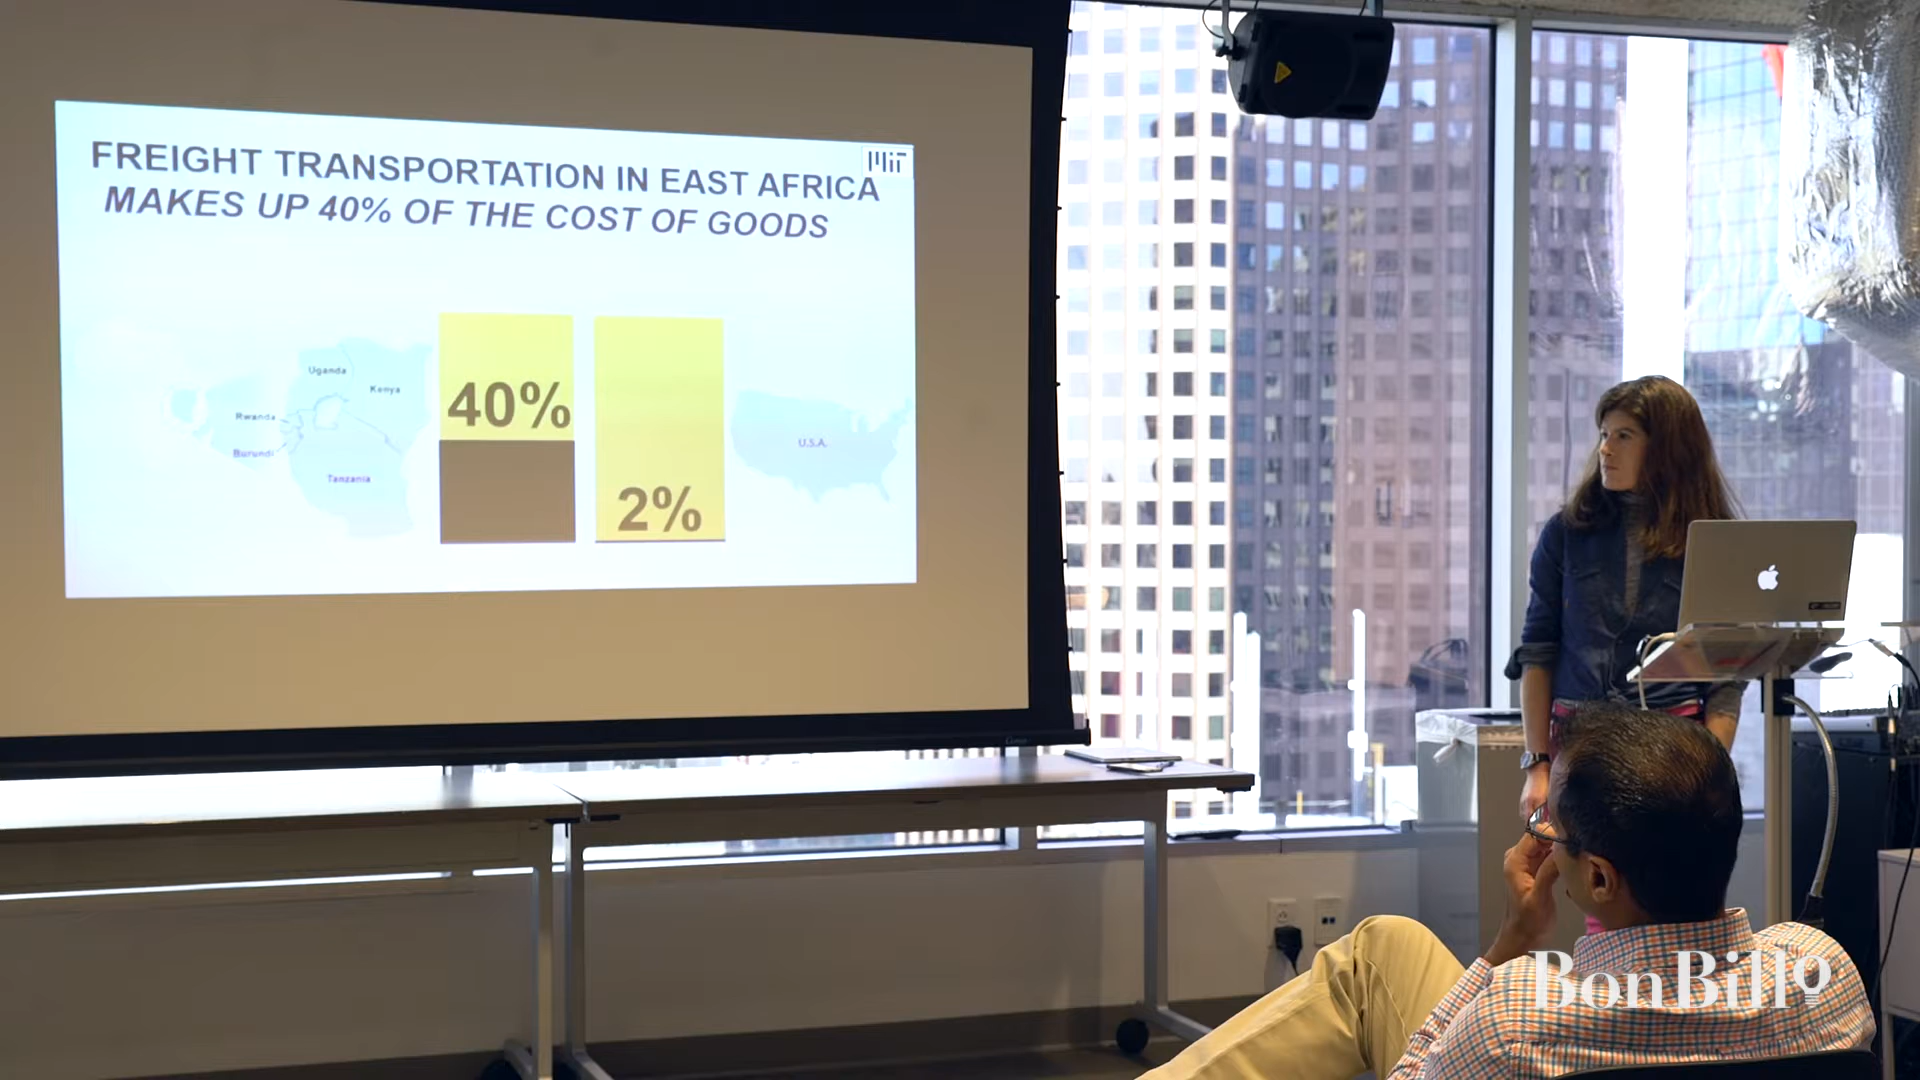 FREIGHT TRANSPORTATION IN EAST AFRICA
MAKES UP 40% OF THE COST OF GOODS
MIT
Uganda
Kenya
Rwanda
Burundi
Tanzania
40%
2%
U.S.A.
BonBillo